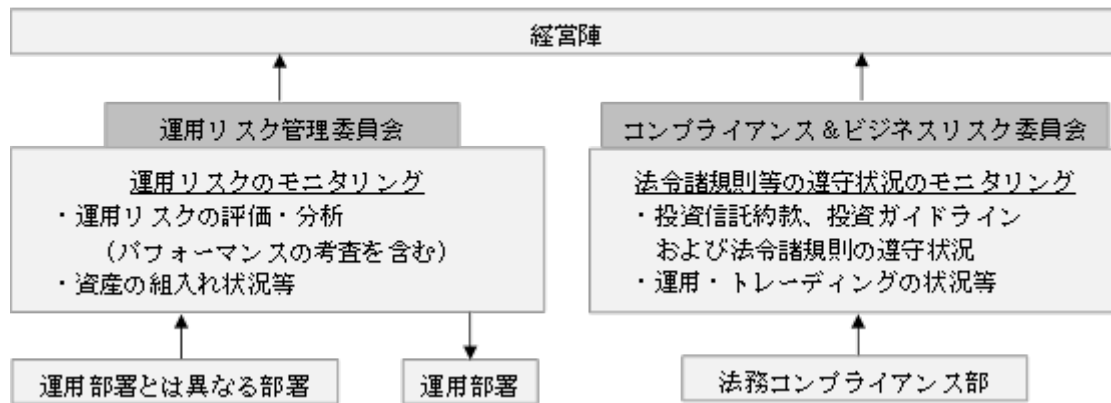 経営陣
運用リスク管理委員会
運用リスクのモニタリング
・運用リスクの評価・分析
（パフォーマンスの考査を含む）
・資産の組入れ状況等
運用部署とは異なる部署
運用部署
コンプライアンス＆ビジネスリスク委員会
法令諸規則等の遵守状況のモニタリング
・投資信託約款、投資ガイドライン
および法令諸規則の遵守状況
・運用・トレーディングの状況等
法務コンプライアンス部